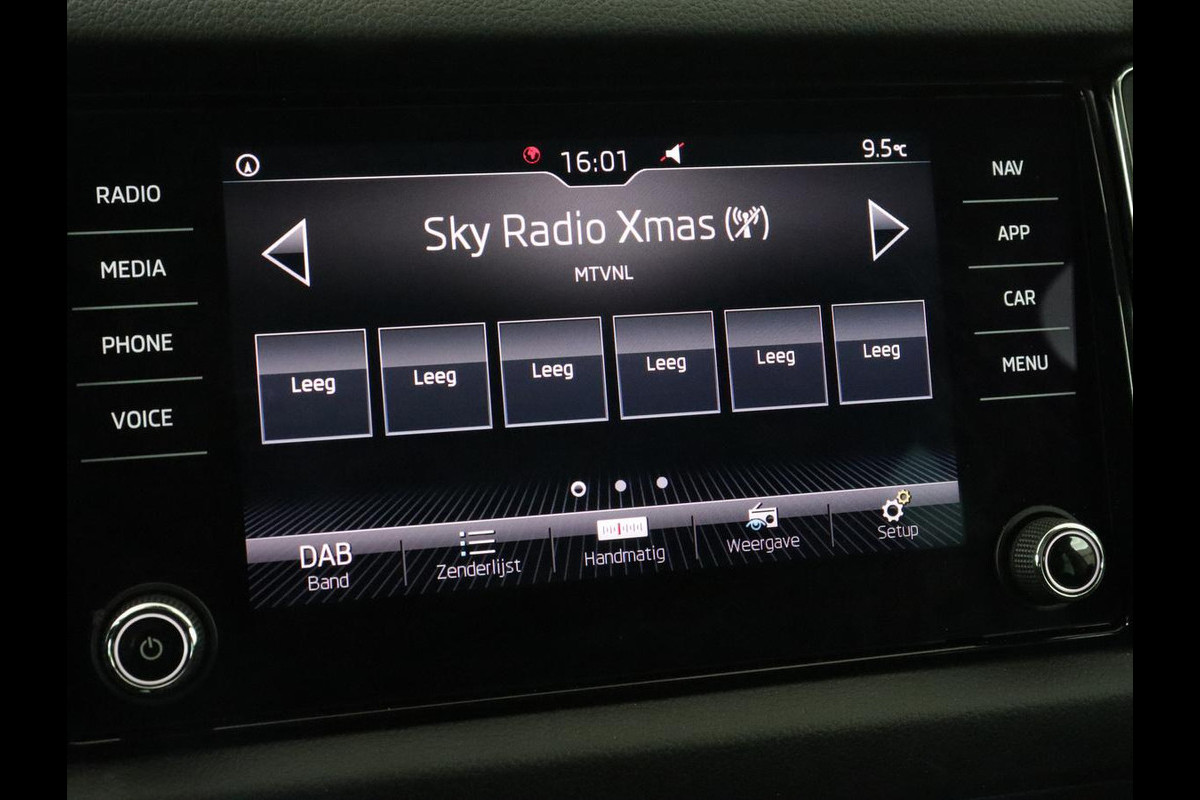 16:01
9.5°C
RADIO
MEDIA
PHONE
VOICE
Sky Radio Xmas
MTVNL
Leeg
Leeg
Leeg
Leeg
Leeg
Leeg
DAB
Band
Zenderlijst
Handmatig
Weergave
Setup
NAV
APP
CAR
MENU